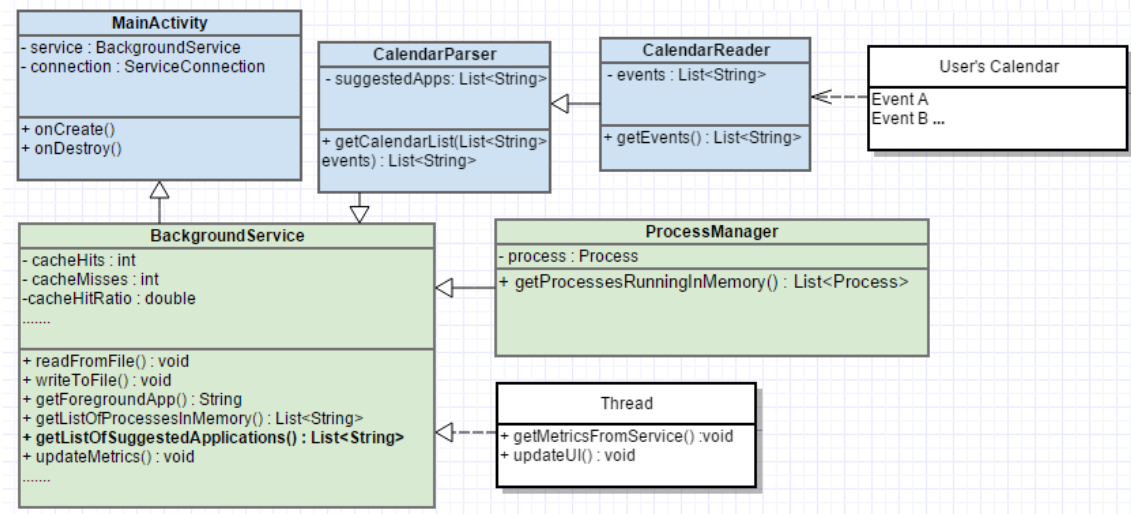 MainActivity
- service : BackgroundService
- connection : ServiceConnection
+ onCreate()
+ onDestroy()
CalendarParser
- suggestedApps: List<String>
+ getCalendarList(List<String>
events) : List<String>
CalendarReader
- events : List<String>
+ getEvents() : List<String>
User's Calendar
Event A
Event B ...
BackgroundService
- cacheHits : int
- cacheMisses : int
-cacheHitRatio : double
.......
+ readFromFile() : void
+ writeToFile() : void
+ getForegroundApp() : String
+ getListOfProcessesInMemory() : List<String>
+ getListOfSuggestedApplications() : List<String>
+ updateMetrics() : void
.......
ProcessManager
- process : Process
+ getProcessesRunningInMemory() : List<Process>
Thread
+ getMetricsFromService() :void
+ updateUI() : void